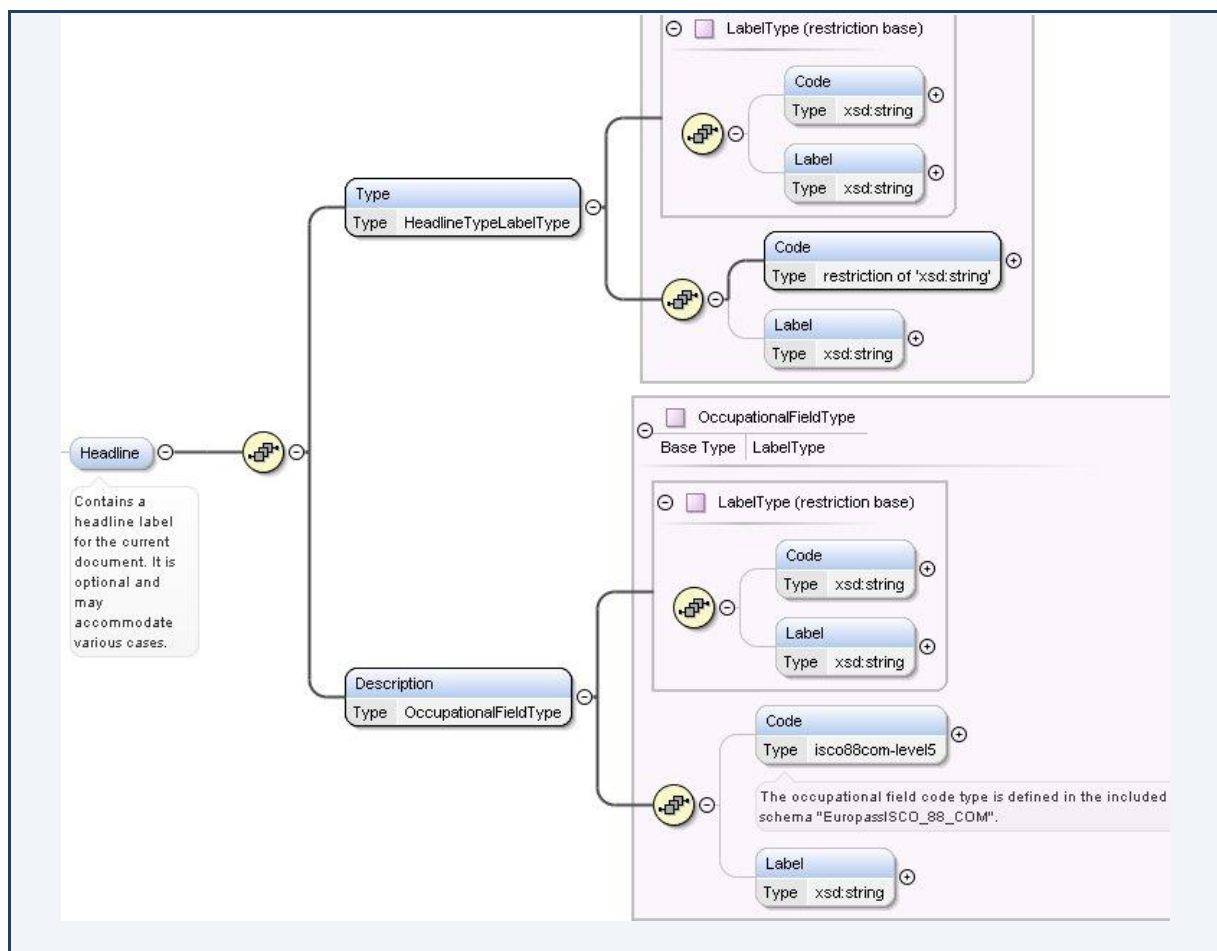 LabelType (restriction base)
Code
Type xsd:string
Label
Type xsd:string
Type
Type HeadlineTypeLabelType
Code
Type restriction of 'xsd:string'
Label
Type xsd:string
OccupationalFieldType
Base Type LabelType
Headline
Contains a
headline label
for the current
document. It is
optional and
may
accommodate
various cases.
LabelType (restriction base)
Code
Type xsd:string
Label
Type xsd:string
Description
Type OccupationalFieldType
Code
Type isco88com-level5
The occupational field code type is defined in the included
schema "EuropassISCO_88_COM".
Label
Type xsd:string